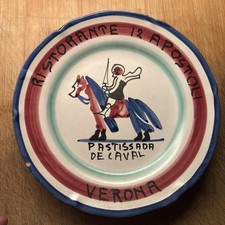 RISTORANTE 12 APOSTOLI
PASTISSADA
DE CAVAL
VERONA